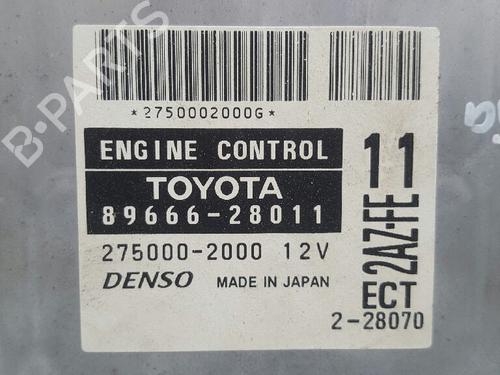 *2750002000G*
ENGINE CONTROL
TOYOTA
89666-28011
275000-2000 12V
DENSO MADE IN JAPAN
11
2AZ-FE
ECT
2-28070
B-PARTS